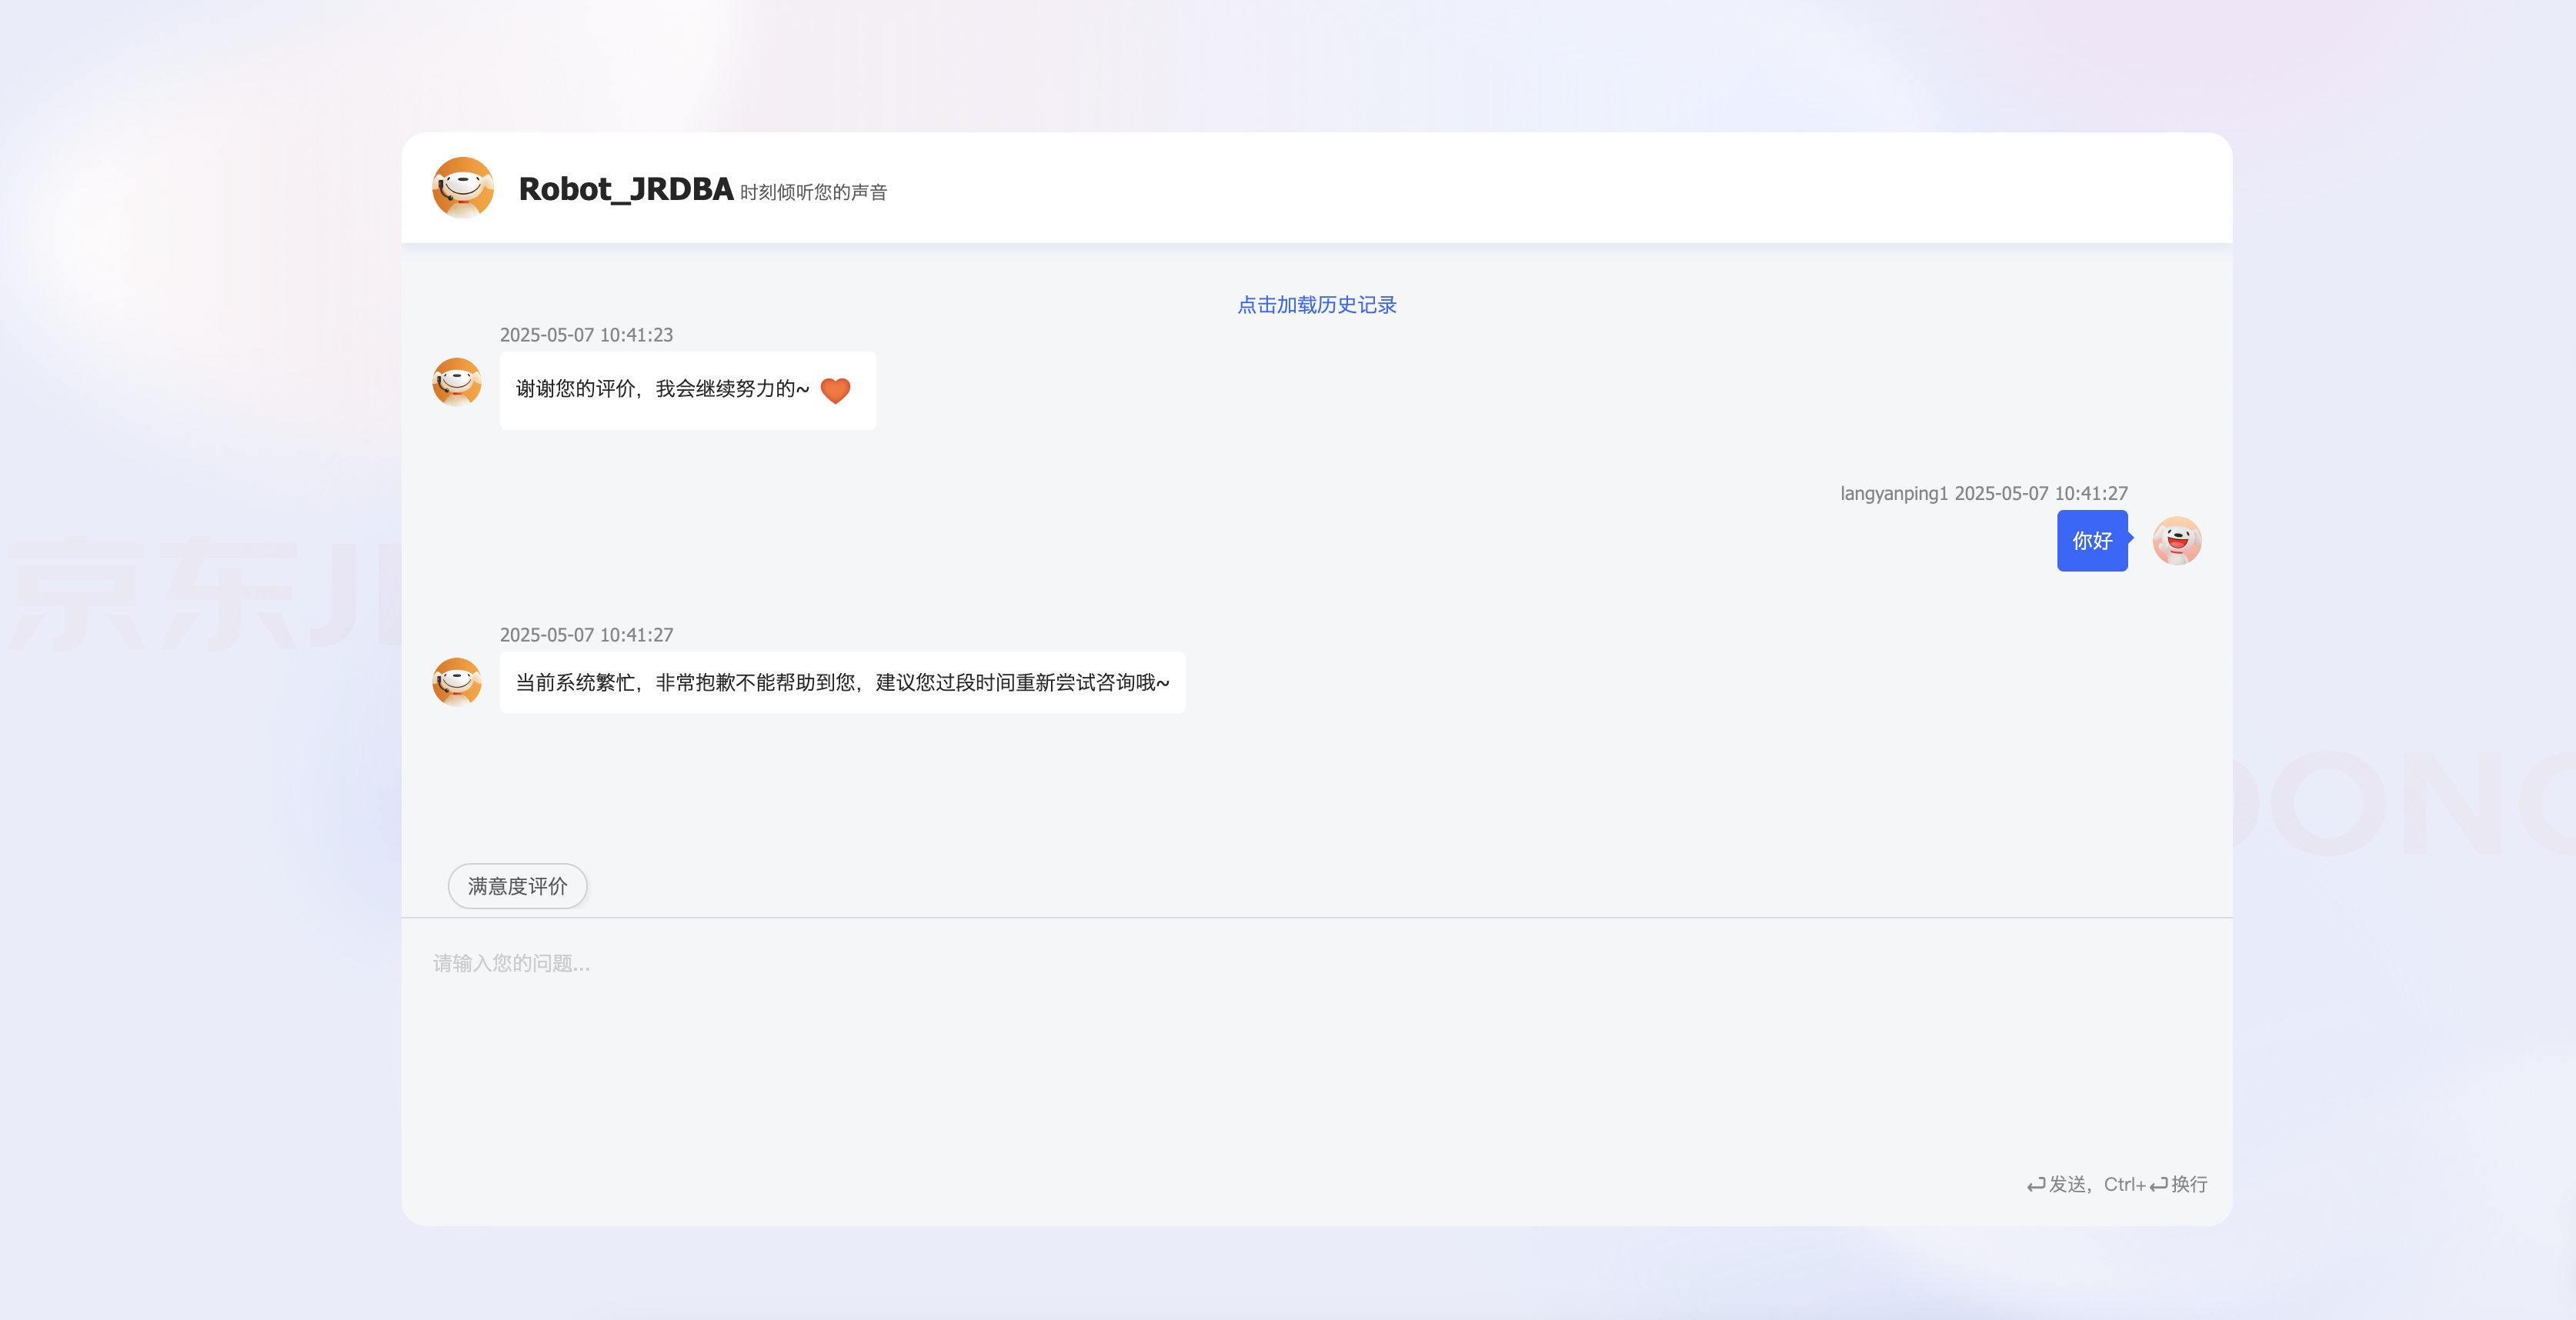 Robot_JRDBA 时刻倾听您的声音
点击加载历史记录
2025-05-07 10:41:23
谢谢您的评价，我会继续努力的~
langyanping1 2025-05-07 10:41:27
你好
京东JD
2025-05-07 10:41:27
当前系统繁忙，非常抱歉不能帮助到您，建议您过段时间重新尝试咨询哦~
DONG
满意度评价
请输入您的问题...
发送，Ctrl+换行